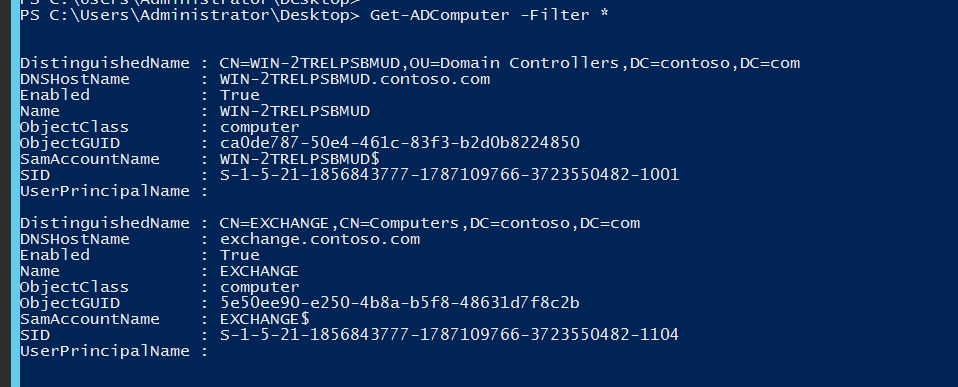 PS C:\Users\Administrator\Desktop>
PS C:\Users\Administrator\Desktop> Get-ADComputer -Filter *
DistinguishedName : CN=WIN-2TRELPSBMUD,OU=Domain Controllers,DC=contoso,DC=com
DNSHostName : WIN-2TRELPSBMUD.contoso.com
Enabled : True
Name : WIN-2TRELPSBMUD
ObjectClass : computer
ObjectGUID : ca0de787-50e4-461c-83f3-b2d0b8224850
SamAccountName : WIN-2TRELPSBMUD$
SID : S-1-5-21-1856843777-1787109766-3723550482-1001
UserPrincipalName :
DistinguishedName : CN=EXCHANGE,CN=Computers,DC=contoso,DC=com
DNSHostName : exchange.contoso.com
Enabled : True
Name : EXCHANGE
ObjectClass : computer
ObjectGUID : 5e50ee90-e250-4b8a-b5f8-48631d7f8c2b
SamAccountName : EXCHANGE$
SID : S-1-5-21-1856843777-1787109766-3723550482-1104
UserPrincipalName :